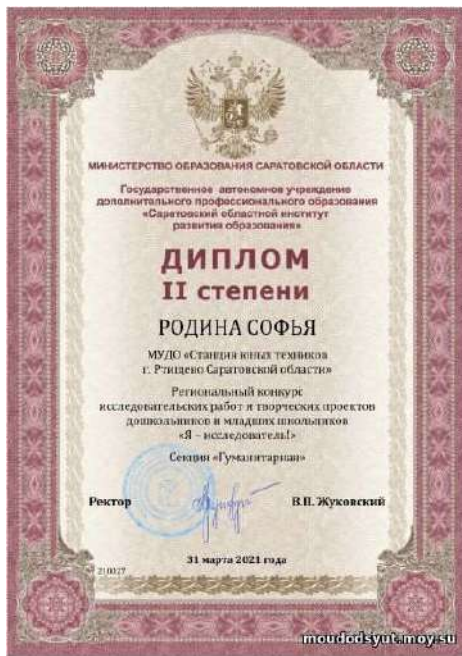 МИНИСТЕРСТВО ОБРАЗОВАНИЯ САРАТОВСКОЙ ОБЛАСТИ
Государственное автономное учреждение
дополнительного профессионального образования
«Саратовский областной институт
развития образования»
ДИПЛОМ
II степени
РОДИНА СОФЬЯ
МУДО «Станция юных техников
г. Ртищево Саратовской области»
Региональный конкурс
исследовательских работ и творческих проектов
дошкольников и младших школьников
«Я – исследователь!»
Секция «Гуманитарная»
Ректор В.П. Жуковский
31 марта 2021 года
210027
moudodsyut.moy.su